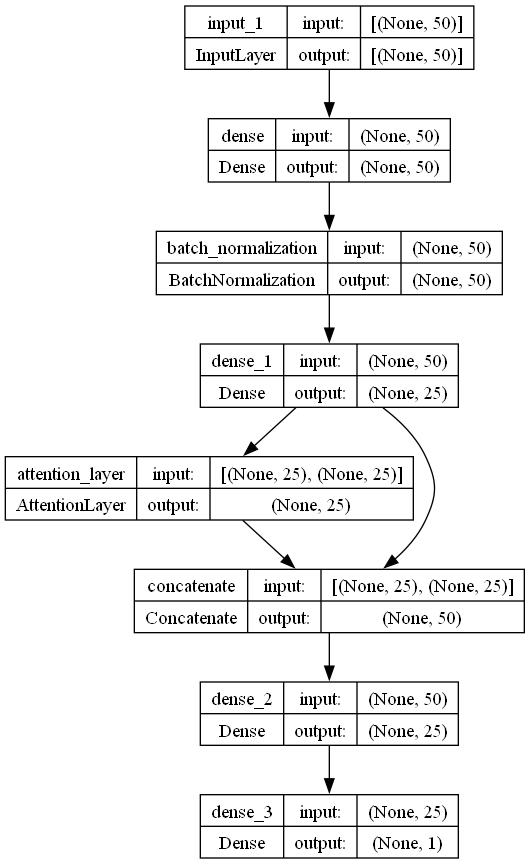 input_1 input: [(None, 50)]
InputLayer output: [(None, 50)]
dense input: (None, 50)
Dense output: (None, 50)
batch_normalization input: (None, 50)
BatchNormalization output: (None, 50)
dense_1 input: (None, 50)
Dense output: (None, 25)
attention_layer input: [(None, 25), (None, 25)]
AttentionLayer output: (None, 25)
concatenate input: [(None, 25), (None, 25)]
Concatenate output: (None, 50)
dense_2 input: (None, 50)
Dense output: (None, 25)
dense_3 input: (None, 25)
Dense output: (None, 1)